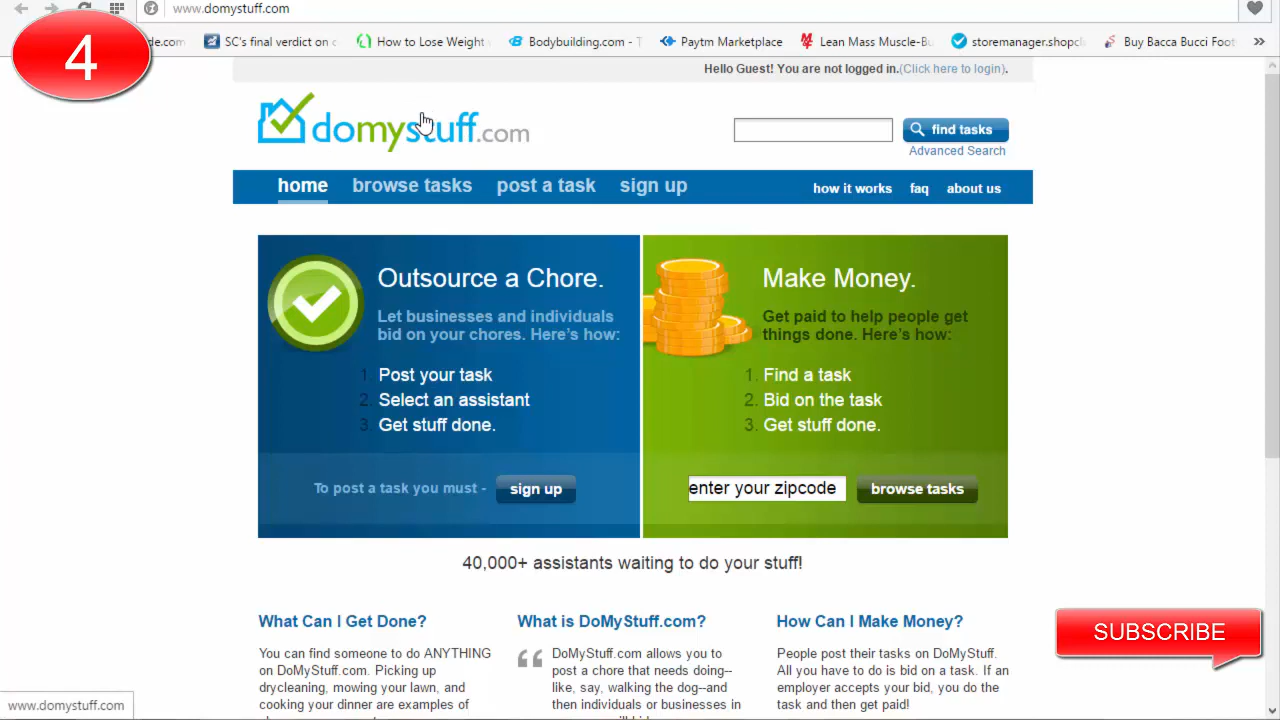 www.domystuff.com
4
de.com
SC's final verdict on c
How to Lose Weight
Bodybuilding.com - T
Paytm Marketplace
Lean Mass Muscle-Bu
storemanager.shopcl
Buy Bacca Bucci Foot
Hello Guest! You are not logged in.(Click here to login).
domystuff.com
find tasks
Advanced Search
home browse tasks post a task sign up how it works faq about us
Outsource a Chore.
Let businesses and individuals
bid on your chores. Here's how:
1. Post your task
2. Select an assistant
3. Get stuff done.
To post a task you must - sign up
Make Money.
Get paid to help people get
things done. Here's how:
1. Find a task
2. Bid on the task
3. Get stuff done.
enter your zipcode browse tasks
40,000+ assistants waiting to do your stuff!
What Can I Get Done?
You can find someone to do ANYTHING
on DoMyStuff.com. Picking up
drycleaning, mowing your lawn, and
cooking your dinner are examples of
What is DoMyStuff.com?
DoMyStuff.com allows you to
post a chore that needs doing--
like, say, walking the dog--and
then individuals or businesses in
How Can I Make Money?
People post their tasks on DoMyStuff.
All you have to do is bid on a task. If an
employer accepts your bid, you do the
task and then get paid!
SUBSCRIBE
www.domystuff.com